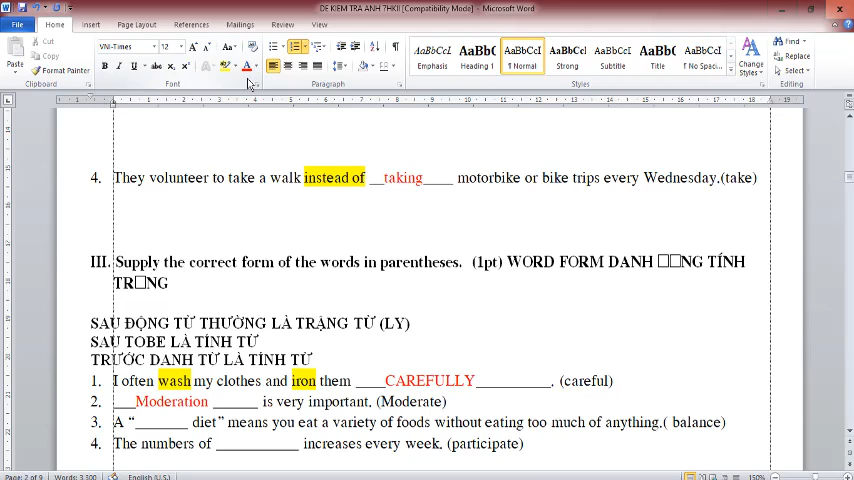 DE KIEM TRA ANH 7HKII [Compatibility Mode] - Microsoft Word
File Home Insert Page Layout References Mailings Review View
Cut
Copy
Format Painter
Paste
Clipboard
VNI-Times 12
Font
Paragraph
AaBbCcI AaBbC AaBbCcI AaBbCcI AaBbCcI AaBbC AaBbCcI
Emphasis Heading 1 ¶ Normal Strong Subtitle Title ¶ No Spaci...
Change Styles
Styles
Find
Replace
Select
Editing
4. They volunteer to take a walk instead of __taking____ motorbike or bike trips every Wednesday.(take)
III. Supply the correct form of the words in parentheses. (1pt) WORD FORM DANH □□NG TÍNH
TR□NG
SAU ĐỘNG TỪ THƯỜNG LÀ TRẠNG TỪ (LY)
SAU TOBE LÀ TÍNH TỪ
TRƯỚC DANH TỪ LÀ TÍNH TỪ
1. I often wash my clothes and iron them ____CAREFULLY__________. (careful)
2. ___Moderation ______ is very important. (Moderate)
3. A “_______ diet” means you eat a variety of foods without eating too much of anything.( balance)
4. The numbers of ___________ increases every week. (participate)
Page: 2 of 9 Words: 3 300 English (U.S.) 150%